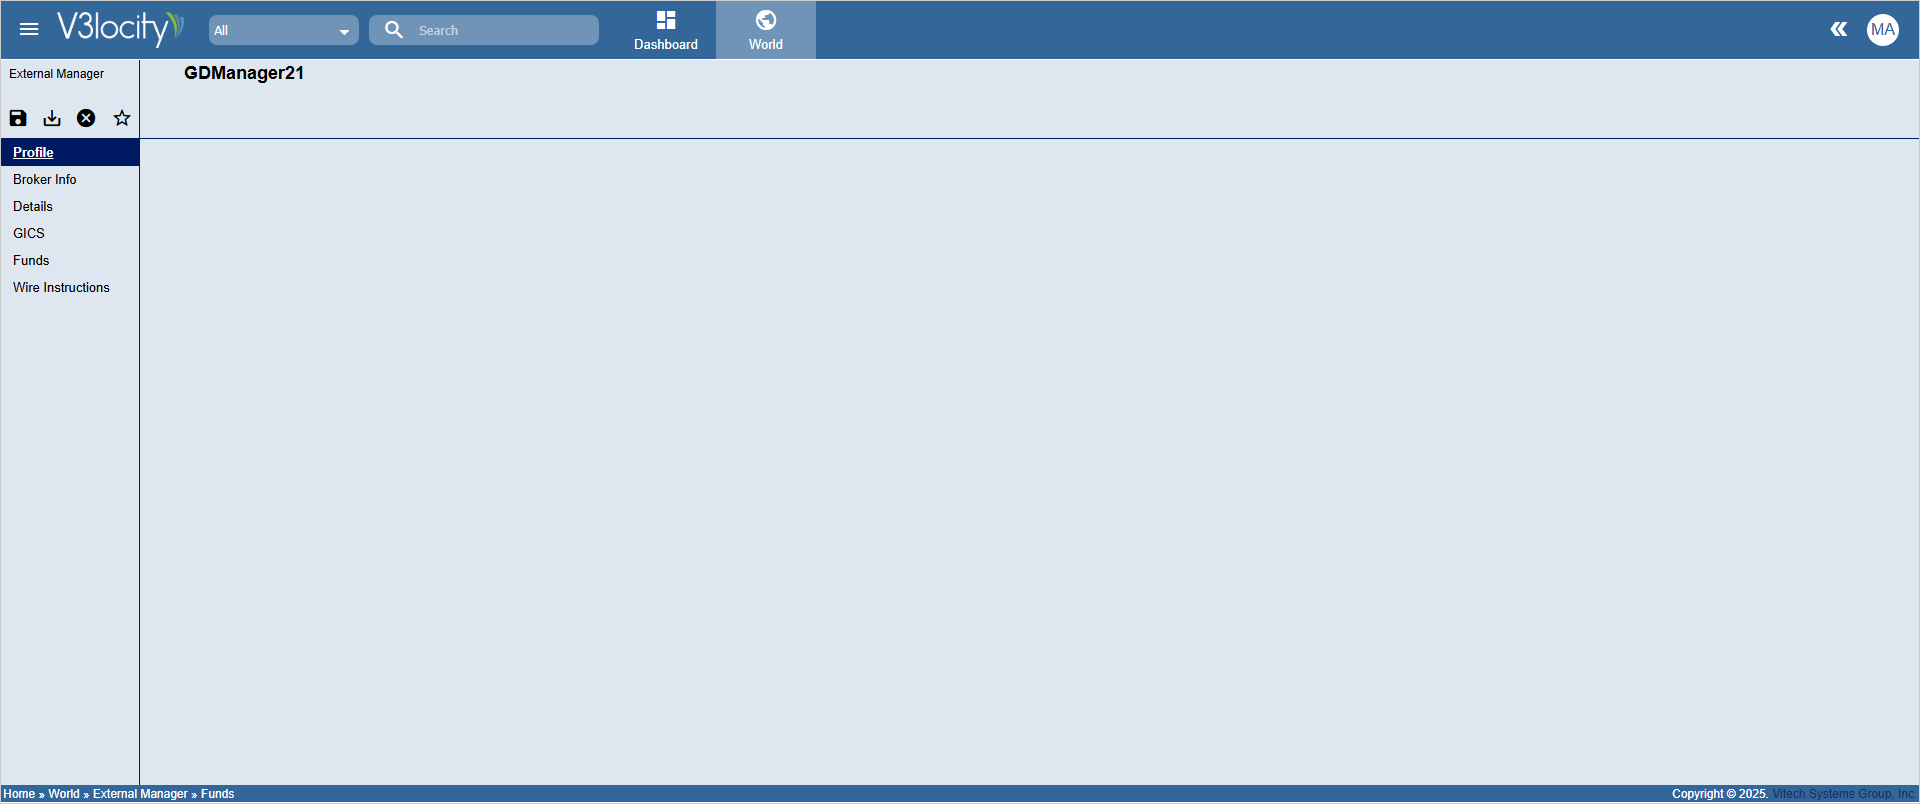 V3locity
All
Search
Dashboard
World
MA
External Manager
GDManager21
Profile
Broker Info
Details
GICS
Funds
Wire Instructions
Home » World » External Manager » Funds
Copyright © 2025. Vitech Systems Group, Inc.